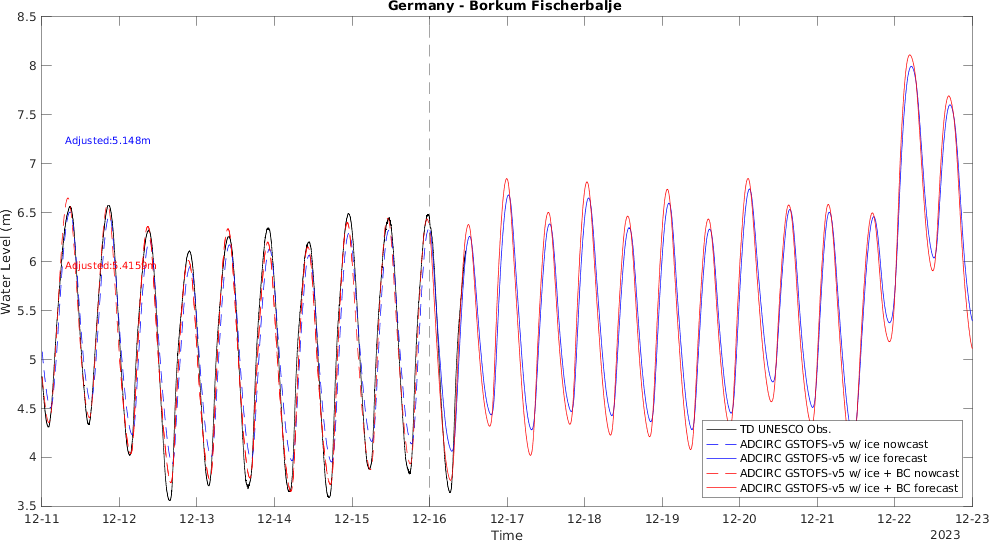 Germany - Borkum Fischerbalje
8.5
8
7.5
7
6.5
6
5.5
5
4.5
4
3.5
Water Level (m)
Adjusted:5.148m
Adjusted:5.4159m
TD UNESCO Obs.
ADCIRC GSTOFS-v5 w/ ice nowcast
ADCIRC GSTOFS-v5 w/ ice forecast
ADCIRC GSTOFS-v5 w/ ice + BC nowcast
ADCIRC GSTOFS-v5 w/ ice + BC forecast
12-11 12-12 12-13 12-14 12-15 12-16 12-17 12-18 12-19 12-20 12-21 12-22 12-23
Time
2023